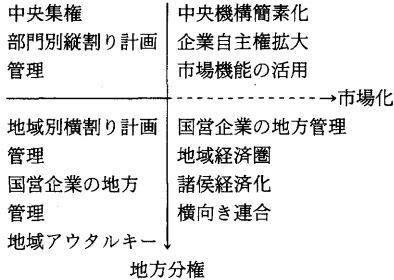 中央集権
部門別縦割り計画
管理
中央機構簡素化
企業自主権拡大
市場機能の活用
市場化
地域別横割り計画
管理
国営企業の地方
管理
地域アウタルキー
国営企業の地方管理
地域経済圏
諸侯経済化
横向き連合
地方分権